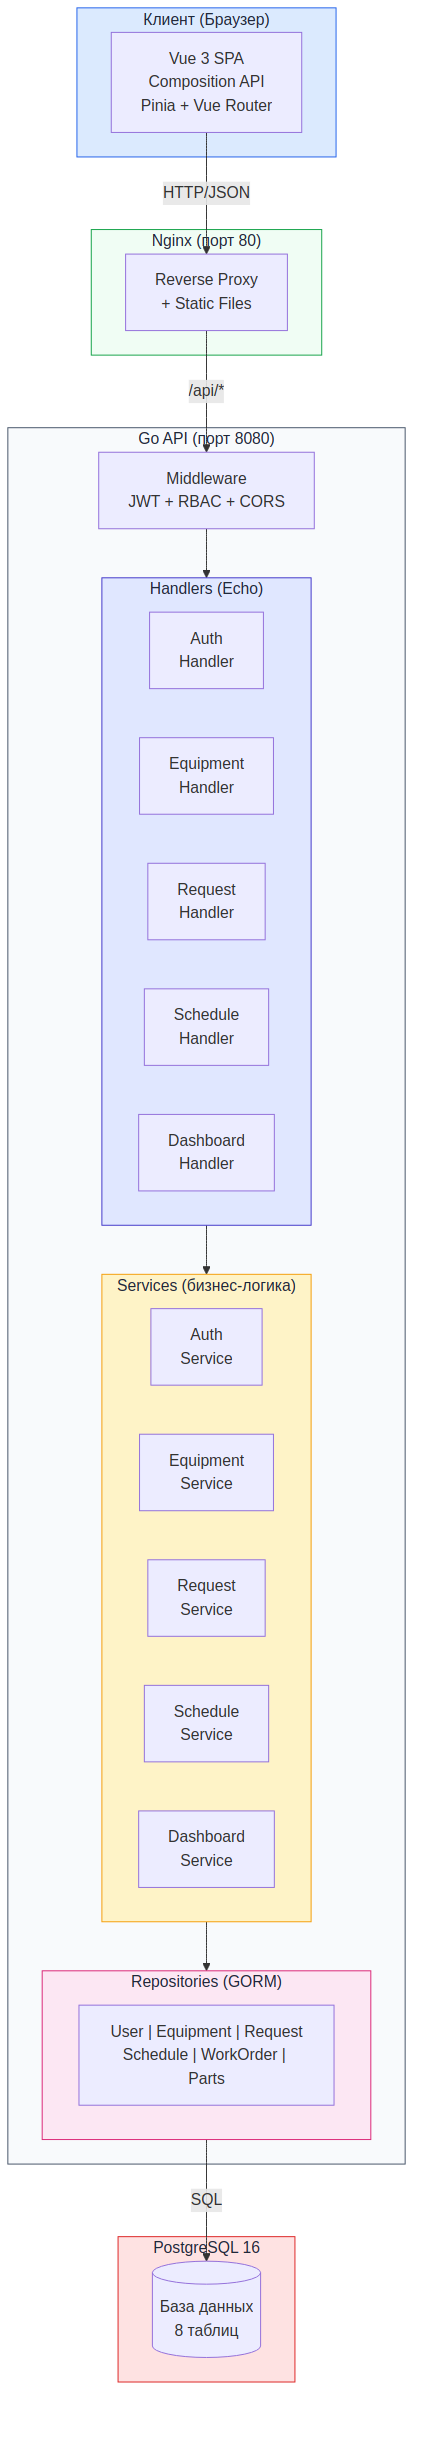 Клиент (Браузер)
Vue 3 SPA
Composition API
Pinia + Vue Router
HTTP/JSON
Nginx (порт 80)
Reverse Proxy
+ Static Files
/api/*
Go API (порт 8080)
Middleware
JWT + RBAC + CORS
Handlers (Echo)
Auth
Handler
Equipment
Handler
Request
Handler
Schedule
Handler
Dashboard
Handler
Services (бизнес-логика)
Auth
Service
Equipment
Service
Request
Service
Schedule
Service
Dashboard
Service
Repositories (GORM)
User | Equipment | Request
Schedule | WorkOrder |
Parts
SQL
PostgreSQL 16
База данных
8 таблиц